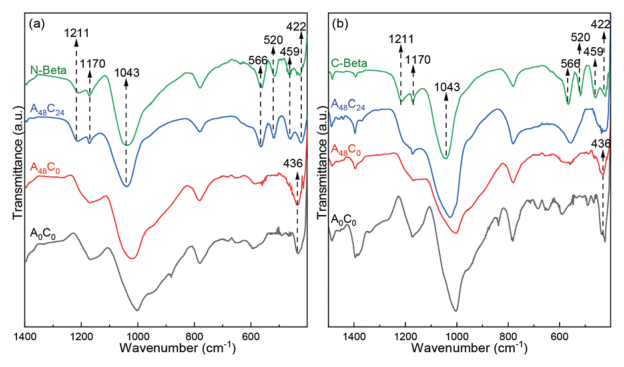 (a)
1211
1170
1043
566
520
459
422
N-Beta
A48C24
A48C0
436
A0C0
Transmittance (a.u.)
1400 1200 1000 800 600 400
Wavenumber (cm-1)
(b)
1211
1170
1043
566
520
459
422
C-Beta
A48C24
A48C0
436
A0C0
Transmittance (a.u.)
1400 1200 1000 800 600
Wavenumber (cm-1)